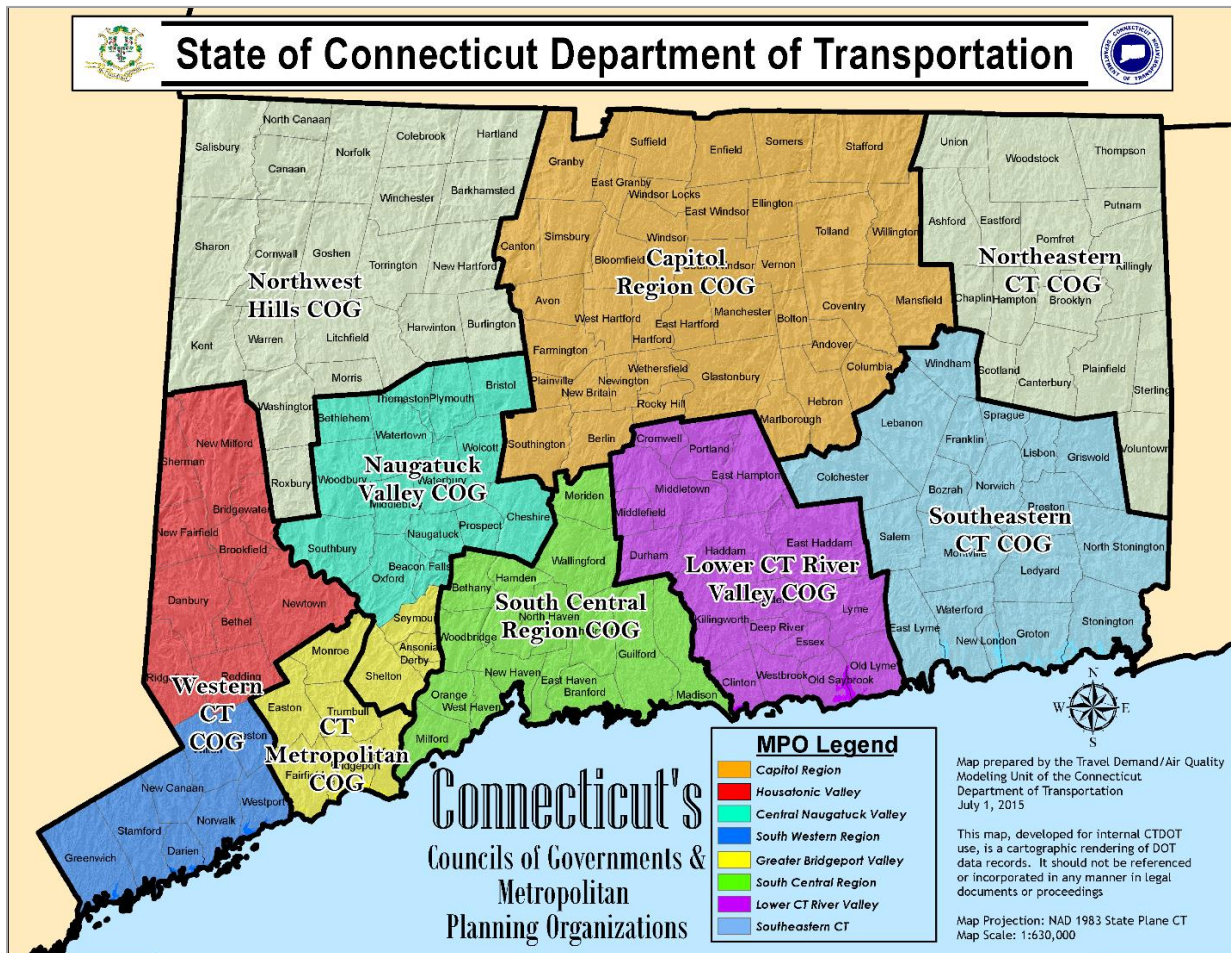 State of Connecticut Department of Transportation
North Canaan
Colebrook
Hartland
Salisbury
Canaan
Norfolk
Winchester
Barkhamsted
Sharon
Cornwall
Goshen
Torrington
New Hartford
Northwest
Hills COG
Kent
Warren
Litchfield
Harwinton
Burlington
Morris
Washington
Roxbury
Suffield
Enfield
Somers
Stafford
Granby
East Granby
Windsor Locks
East Windsor
Ellington
Canton
Simsbury
Windsor
Tolland
Willington
Bloomfield
Vernon
Capitol
Region COG
Avon
West Hartford
East Hartford
Manchester
Bolton
Coventry
Mansfield
Hartford
Andover
Farmington
Wethersfield
Columbia
Plainville
Newington
Glastonbury
New Britain
Rocky Hill
Hebron
Marlborough
Southington
Berlin
Union
Woodstock
Thompson
Putnam
Ashford
Eastford
Pomfret
Killingly
Northeastern
CT COG
Chaplin
Hampton
Brooklyn
Scotland
Canterbury
Plainfield
Sterling
Voluntown
Bristol
Thomaston
Plymouth
Bethlehem
Watertown
Wolcott
Naugatuck
Valley COG
Woodbury
Waterbury
Middlebury
Cheshire
Prospect
Naugatuck
Southbury
Beacon Falls
Oxford
New Milford
Sherman
Bridgewater
New Fairfield
Brookfield
Danbury
Newtown
Bethel
Redding
Western
CT
COG
New Canaan
Westport
Stamford
Norwalk
Greenwich
Darien
Seymour
Ansonia
Derby
Shelton
Monroe
Easton
Trumbull
CT
Metropolitan
COG
Fairfield
Meriden
Wallingford
Bethany
Hamden
North Haven
South Central
Region COG
Woodbridge
Guilford
New Haven
East Haven
Branford
Orange
West Haven
Madison
Milford
Cromwell
Portland
East Hampton
Middletown
Middlefield
Durham
Haddam
East Haddam
Lower CT River
Valley COG
Killingworth
Deep River
Lyme
Essex
Clinton
Westbrook
Old Saybrook
Old Lyme
Windham
Lebanon
Sprague
Franklin
Lisbon
Griswold
Colchester
Bozrah
Norwich
Preston
Southeastern
CT COG
Salem
Montville
North Stonington
Ledyard
Waterford
East Lyme
New London
Groton
Stonington
N
W
E
S
Connecticut's
Councils of Governments &
Metropolitan
Planning Organizations
MPO Legend
Capitol Region
Housatonic Valley
Central Naugatuck Valley
South Western Region
Greater Bridgeport Valley
South Central Region
Lower CT River Valley
Southeastern CT
Map prepared by the Travel Demand/Air Quality
Modeling Unit of the Connecticut
Department of Transportation
July 1, 2015
This map, developed for internal CTDOT
use, is a cartographic rendering of DOT
data records. It should not be referenced
or incorporated in any manner in legal
documents or proceedings
Map Projection: NAD 1983 State Plane CT
Map Scale: 1:630,000